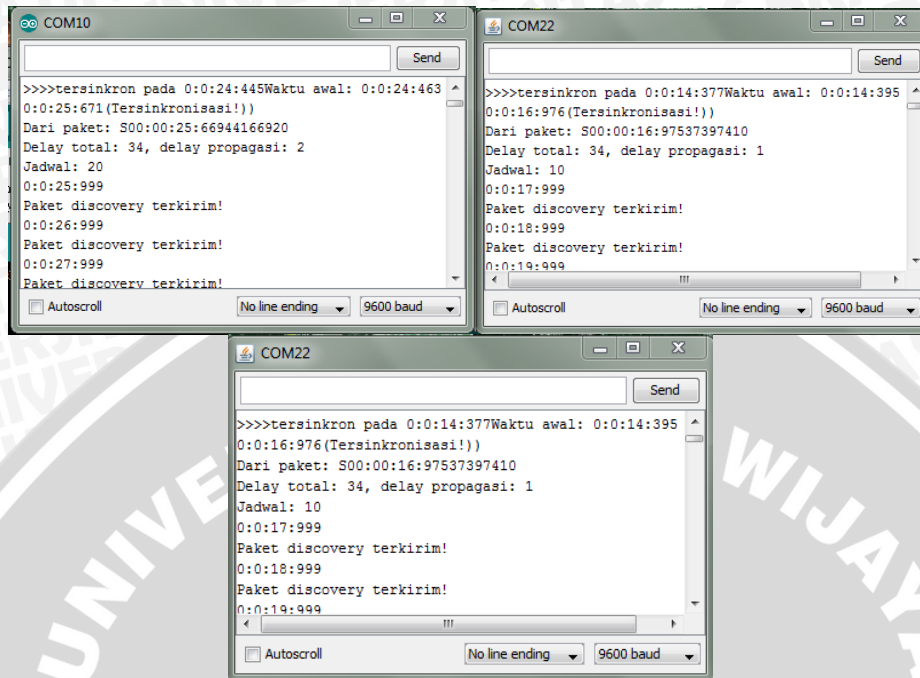 COM10
Send
>>>>tersinkron pada 0:0:24:445Waktu awal: 0:0:24:463
0:0:25:671(Tersinkronisasi!))
Dari paket: S00:00:25:66944166920
Delay total: 34, delay propagasi: 2
Jadwal: 20
0:0:25:999
Paket discovery terkirim!
0:0:26:999
Paket discovery terkirim!
0:0:27:999
Paket discovery terkirim!
Autoscroll
No line ending
9600 baud
COM22
Send
>>>>tersinkron pada 0:0:14:377Waktu awal: 0:0:14:395
0:0:16:976(Tersinkronisasi!))
Dari paket: S00:00:16:97537397410
Delay total: 34, delay propagasi: 1
Jadwal: 10
0:0:17:999
Paket discovery terkirim!
0:0:18:999
Paket discovery terkirim!
0:0:19:999
Autoscroll
No line ending
9600 baud
COM22
Send
>>>>tersinkron pada 0:0:14:377Waktu awal: 0:0:14:395
0:0:16:976(Tersinkronisasi!))
Dari paket: S00:00:16:97537397410
Delay total: 34, delay propagasi: 1
Jadwal: 10
0:0:17:999
Paket discovery terkirim!
0:0:18:999
Paket discovery terkirim!
0:0:19:999
Autoscroll
No line ending
9600 baud